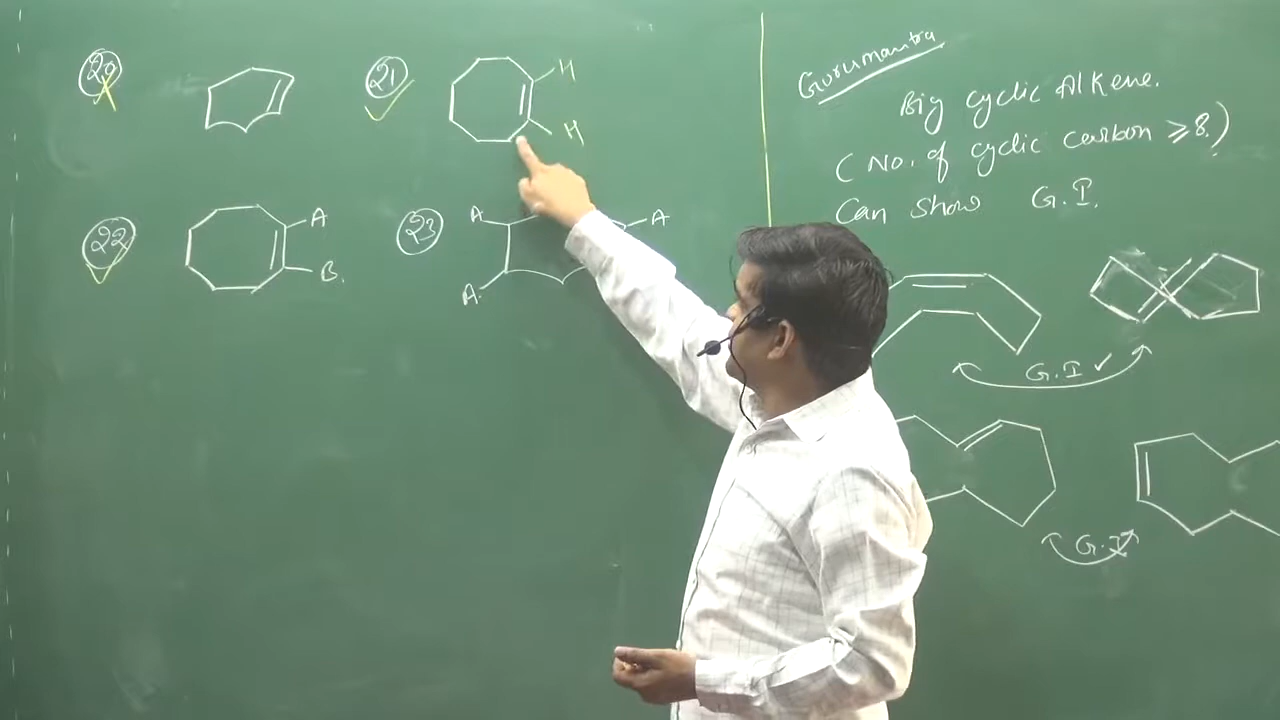 20
21
H
H
22
A
B.
23
A
A
A.
Gurumantra
Big cyclic Alkene.
( No. of cyclic carbon ⩾8.)
Can show G.I.
G.I ✓
G.I